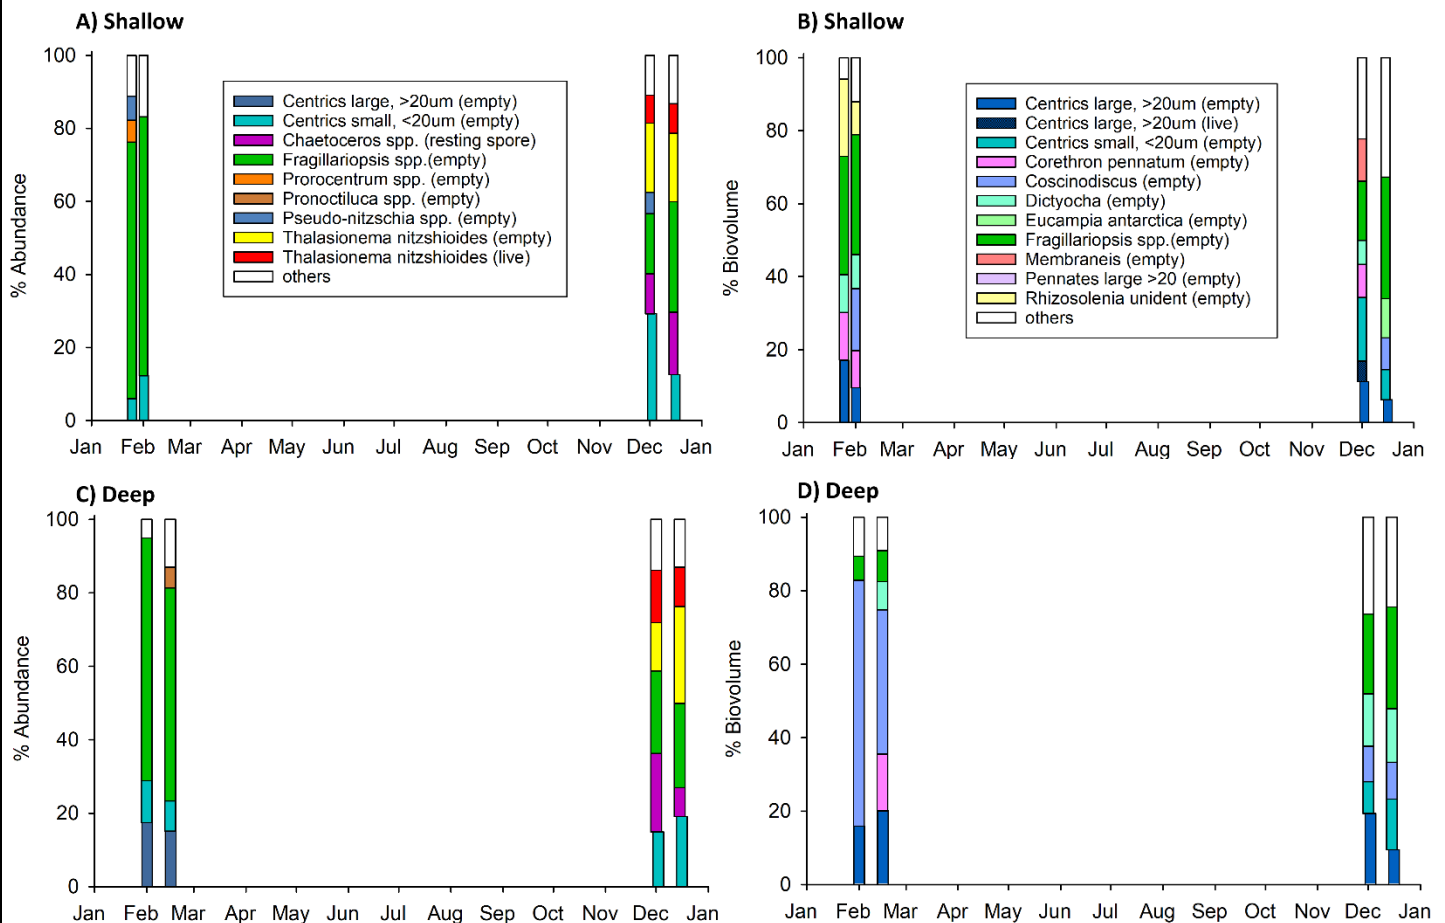 A) Shallow
% Abundance
100
80
60
40
20
0
Centrics large, >20um (empty)
Centrics small, <20um (empty)
Chaetoceros spp. (resting spore)
Fragillariopsis spp.(empty)
Prorocentrum spp. (empty)
Pronoctiluca spp. (empty)
Pseudo-nitzschia spp. (empty)
Thalasionema nitzshioides (empty)
Thalasionema nitzshioides (live)
others
Jan Feb Mar Apr May Jun Jul Aug Sep Oct Nov Dec Jan
B) Shallow
% Biovolume
100
80
60
40
20
0
Centrics large, >20um (empty)
Centrics large, >20um (live)
Centrics small, <20um (empty)
Corethron pennatum (empty)
Coscinodiscus (empty)
Dictyocha (empty)
Eucampia antarctica (empty)
Fragillariopsis spp.(empty)
Membraneis (empty)
Pennates large >20 (empty)
Rhizosolenia unident (empty)
others
Jan Feb Mar Apr May Jun Jul Aug Sep Oct Nov Dec Jan
C) Deep
% Abundance
100
80
60
40
20
0
Jan Feb Mar Apr May Jun Jul Aug Sep Oct Nov Dec Jan
D) Deep
% Biovolume
100
80
60
40
20
0
Jan Feb Mar Apr May Jun Jul Aug Sep Oct Nov Dec Jan